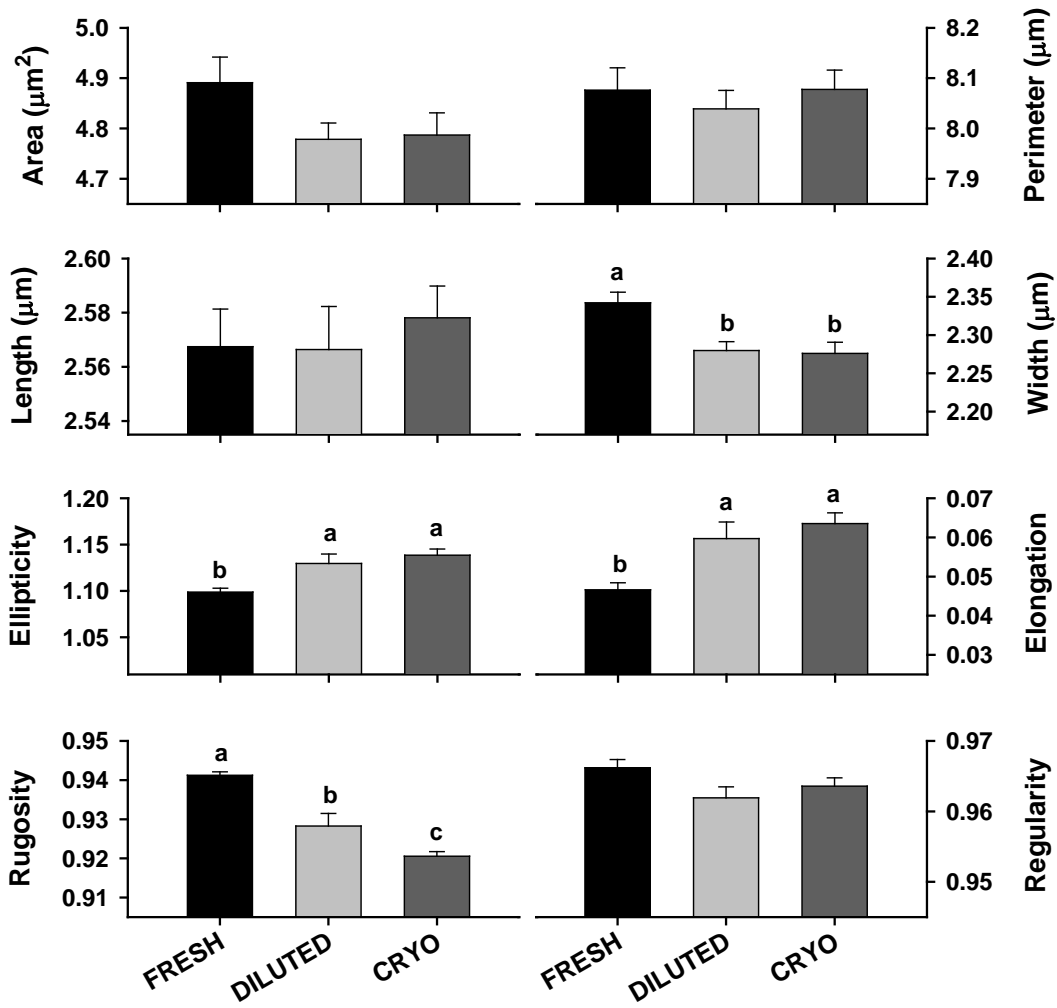 5.0
4.9
4.8
4.7
Area (μm²)
8.2
8.1
8.0
7.9
Perimeter (μm)
2.60
2.58
2.56
2.54
Length (μm)
a
b
b
2.40
2.35
2.30
2.25
2.20
Width (μm)
1.20
1.15
1.10
1.05
Ellipticity
b
a
a
b
a
a
0.07
0.06
0.05
0.04
0.03
Elongation
0.95
0.94
0.93
0.92
0.91
Rugosity
a
b
c
0.97
0.96
0.95
Regularity
FRESH
DILUTED
CRYO
FRESH
DILUTED
CRYO